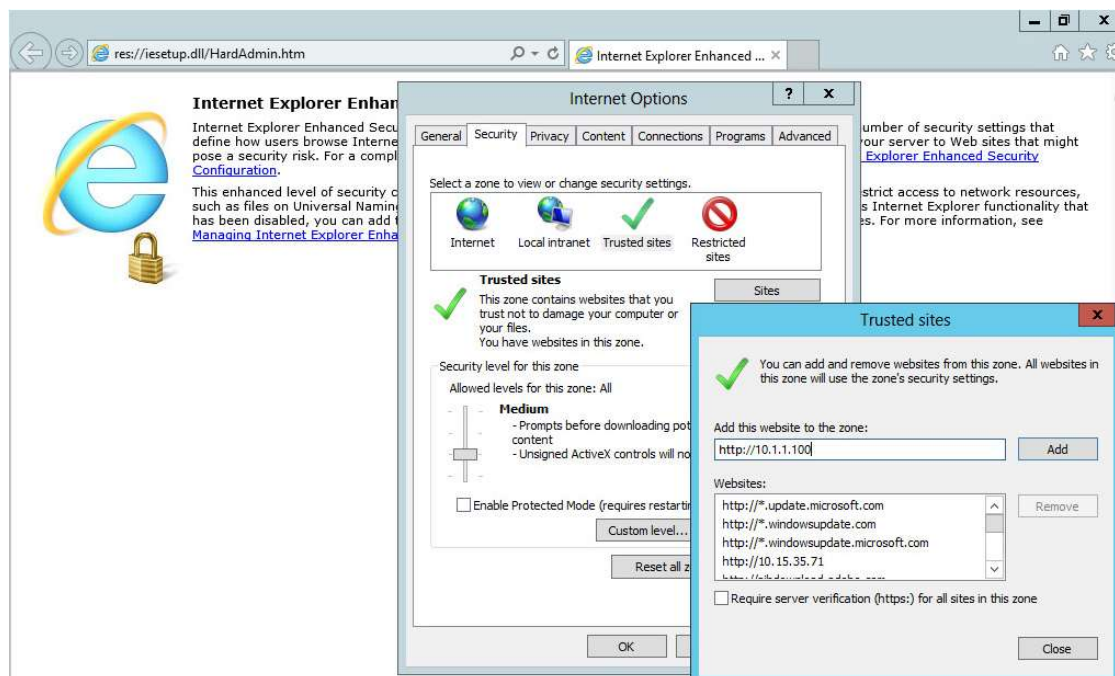 res://iesetup.dll/HardAdmin.htm
Internet Explorer Enhanced ...
Internet Explorer Enhan
Internet Explorer Enhanced Secu
define how users browse Interne
pose a security risk. For a compl
Configuration.
This enhanced level of security c
such as files on Universal Namin
has been disabled, you can add t
Managing Internet Explorer Enha
umber of security settings that
your server to Web sites that might
Explorer Enhanced Security
strict access to network resources,
s Internet Explorer functionality that
es. For more information, see
Internet Options
? x
General Security Privacy Content Connections Programs Advanced
Select a zone to view or change security settings.
Internet Local intranet Trusted sites Restricted
sites
Trusted sites
This zone contains websites that you
trust not to damage your computer or
your files.
You have websites in this zone.
Sites
Security level for this zone
Allowed levels for this zone: All
Medium
- Prompts before downloading pot
content
- Unsigned ActiveX controls will no
Enable Protected Mode (requires restartin
Custom level...
Reset all z
OK
Trusted sites
x
You can add and remove websites from this zone. All websites in
this zone will use the zone's security settings.
Add this website to the zone:
http://10.1.1.100
Add
Websites:
http://*.update.microsoft.com
http://*.windowsupdate.com
http://*.windowsupdate.microsoft.com
http://10.15.35.71
Remove
Require server verification (https:) for all sites in this zone
Close